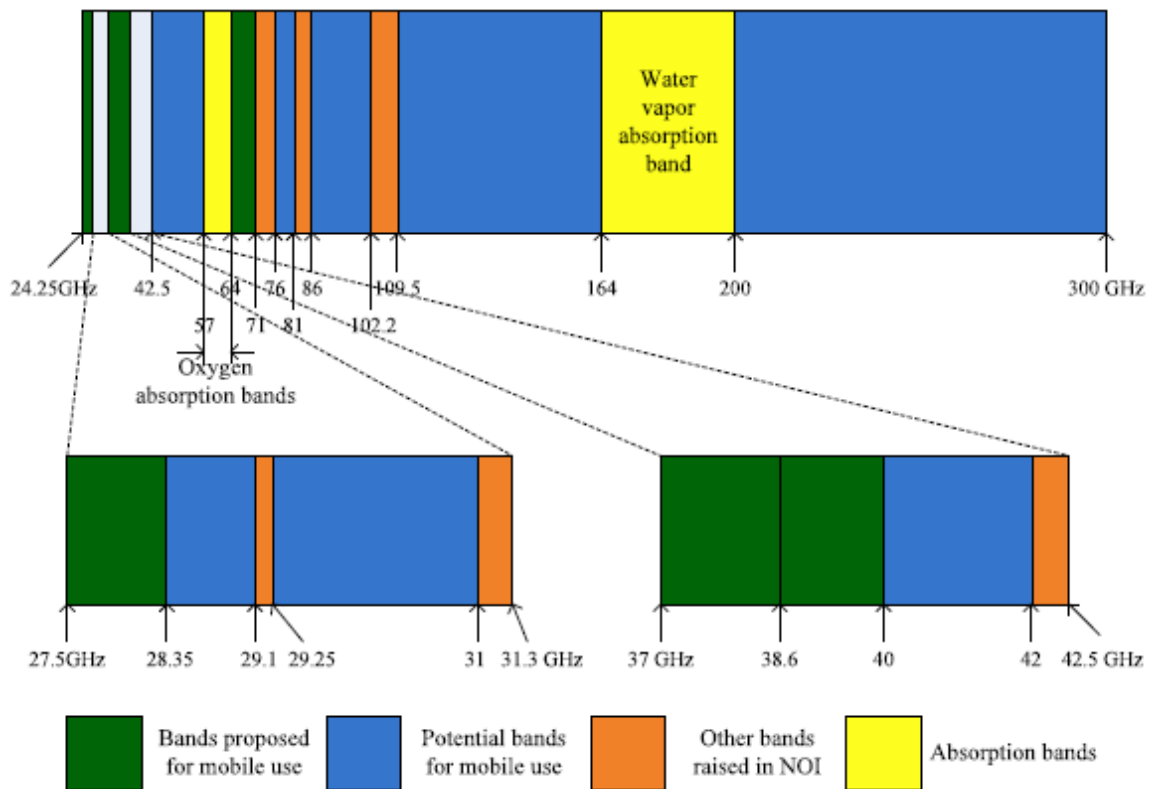 Water
vapor
absorption
band
24.25GHz 42.5 64 76 86 109.5 164 200 300 GHz
57 71 81 102.2
Oxygen
absorption bands
27.5GHz 28.35 29.1 29.25 31 31.3 GHz 37 GHz 38.6 40 42 42.5 GHz
Bands proposed
for mobile use
Potential bands
for mobile use
Other bands
raised in NOI
Absorption bands